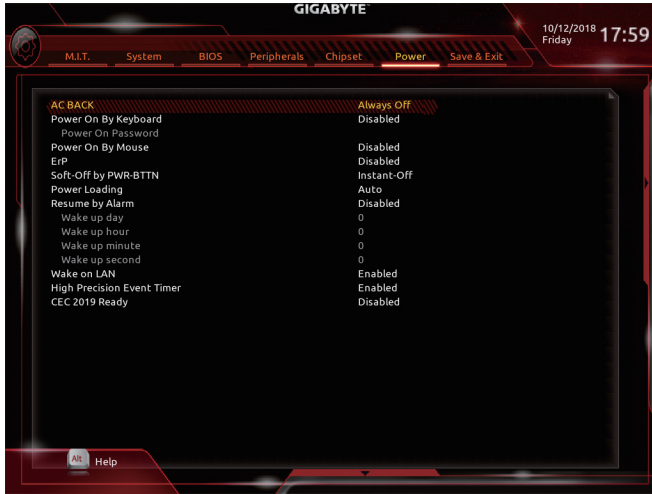 GIGABYTE
10/12/2018 Friday 17:59
M.I.T. System BIOS Peripherals Chipset Power Save & Exit
AC BACK Always Off
Power On By Keyboard Disabled
Power On Password
Power On By Mouse Disabled
ErP Disabled
Soft-Off by PWR-BTTN Instant-Off
Power Loading Auto
Resume by Alarm Disabled
Wake up day 0
Wake up hour 0
Wake up minute 0
Wake up second 0
Wake on LAN Enabled
High Precision Event Timer Enabled
CEC 2019 Ready Disabled
Alt Help